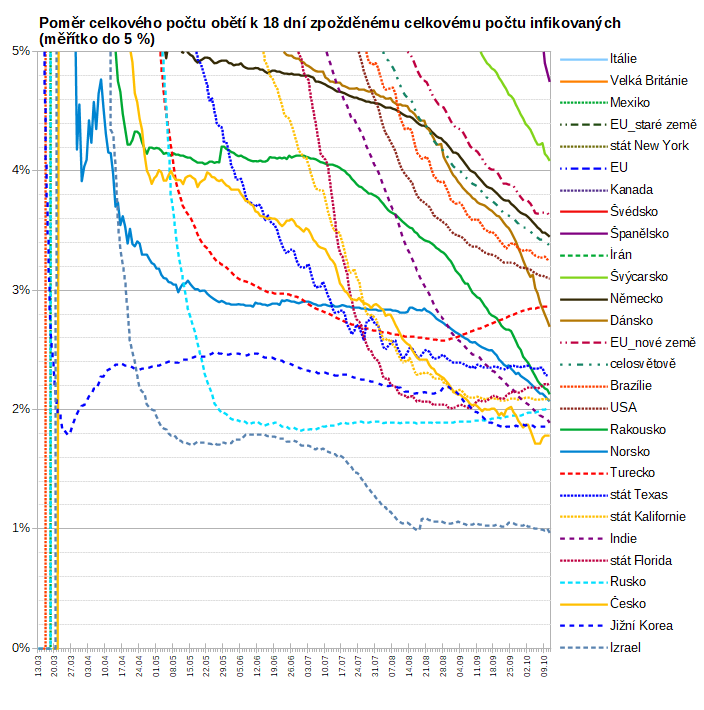 Poměr celkového počtu obětí k 18 dní zpožděnému celkovému počtu infikovaných
(měřítko do 5 %)
5%
4%
3%
2%
1%
0%
13.03
20.03
27.03
03.04
10.04
17.04
24.04
01.05
08.05
15.05
22.05
29.05
05.06
12.06
19.06
26.06
03.07
10.07
17.07
24.07
31.07
07.08
14.08
21.08
28.08
04.09
11.09
18.09
25.09
02.10
09.10
Itálie
Velká Británie
Mexiko
EU_staré země
stát New York
EU
Kanada
Švédsko
Španělsko
Írán
Švýcarsko
Německo
Dánsko
EU_nové země
celosvětově
Brazílie
USA
Rakousko
Norsko
Turecko
stát Texas
stát Kalifornie
Indie
stát Florida
Rusko
Česko
Jižní Korea
Izrael